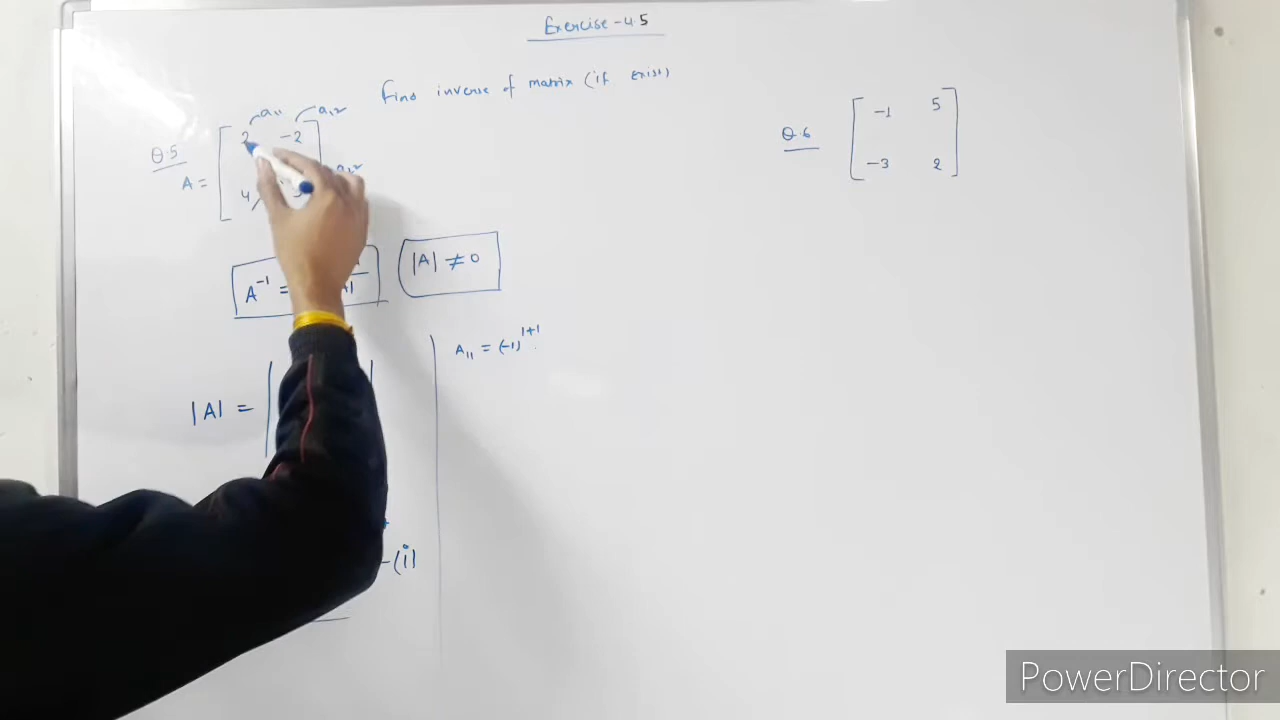 Exercise - 4.5
Find inverse of matrix (if exist)
a₁₁ a₁₂
Q.5 2 -2
A =
4
A⁻¹ =
|A| ≠ 0
A₁₁ = (-1)¹⁺¹
|A| =
-(i)
Q.6
-1 5
-3 2
PowerDirector